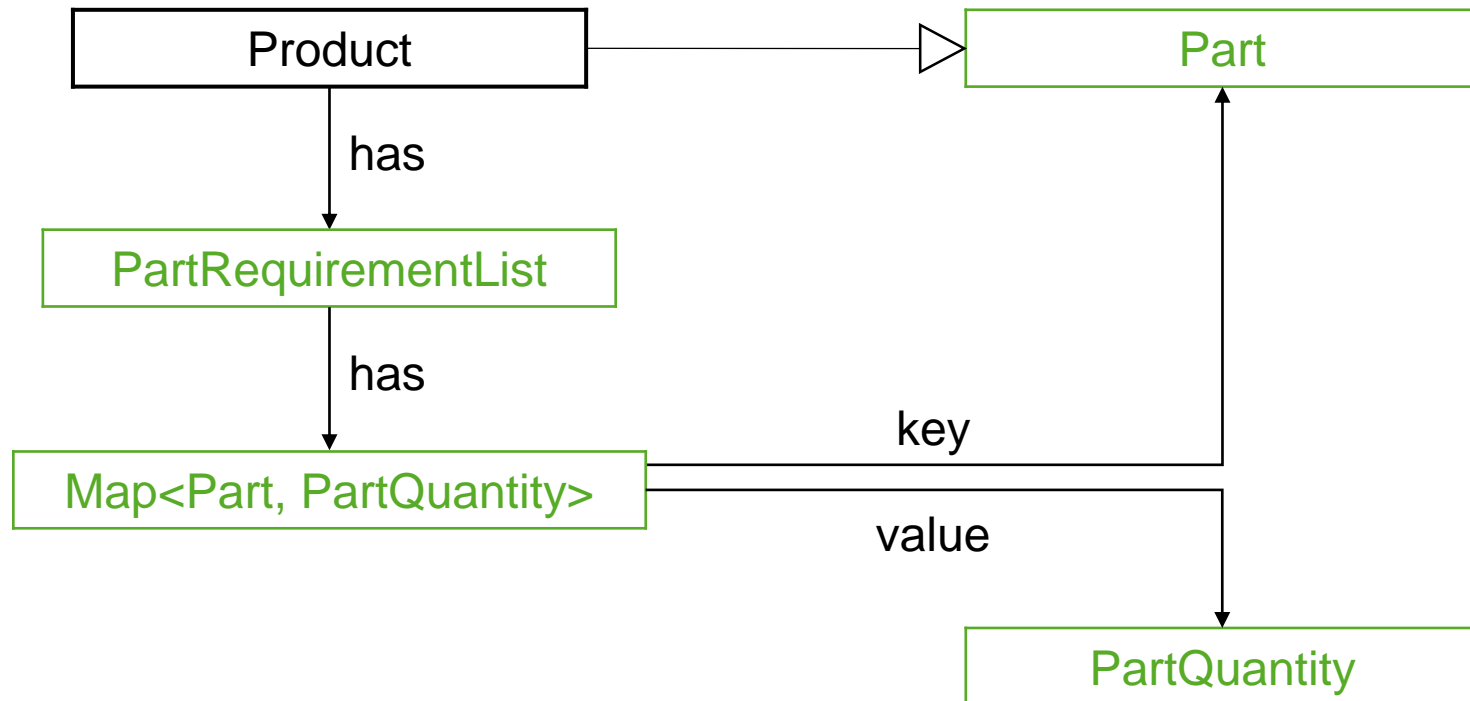 Product
Part
has
PartRequirementList
has
key
Map<Part, PartQuantity>
value
PartQuantity